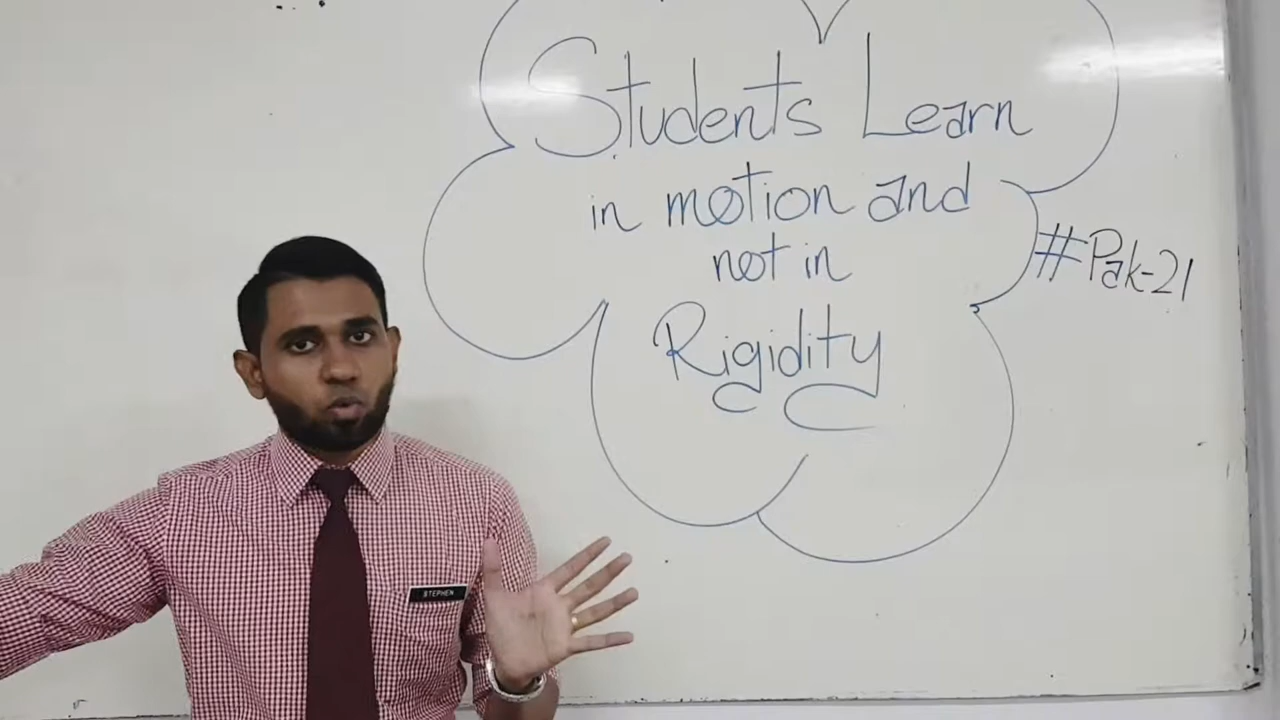 Students Learn
in motion and
not in
Rigidity
#Pak-21
STEPHEN